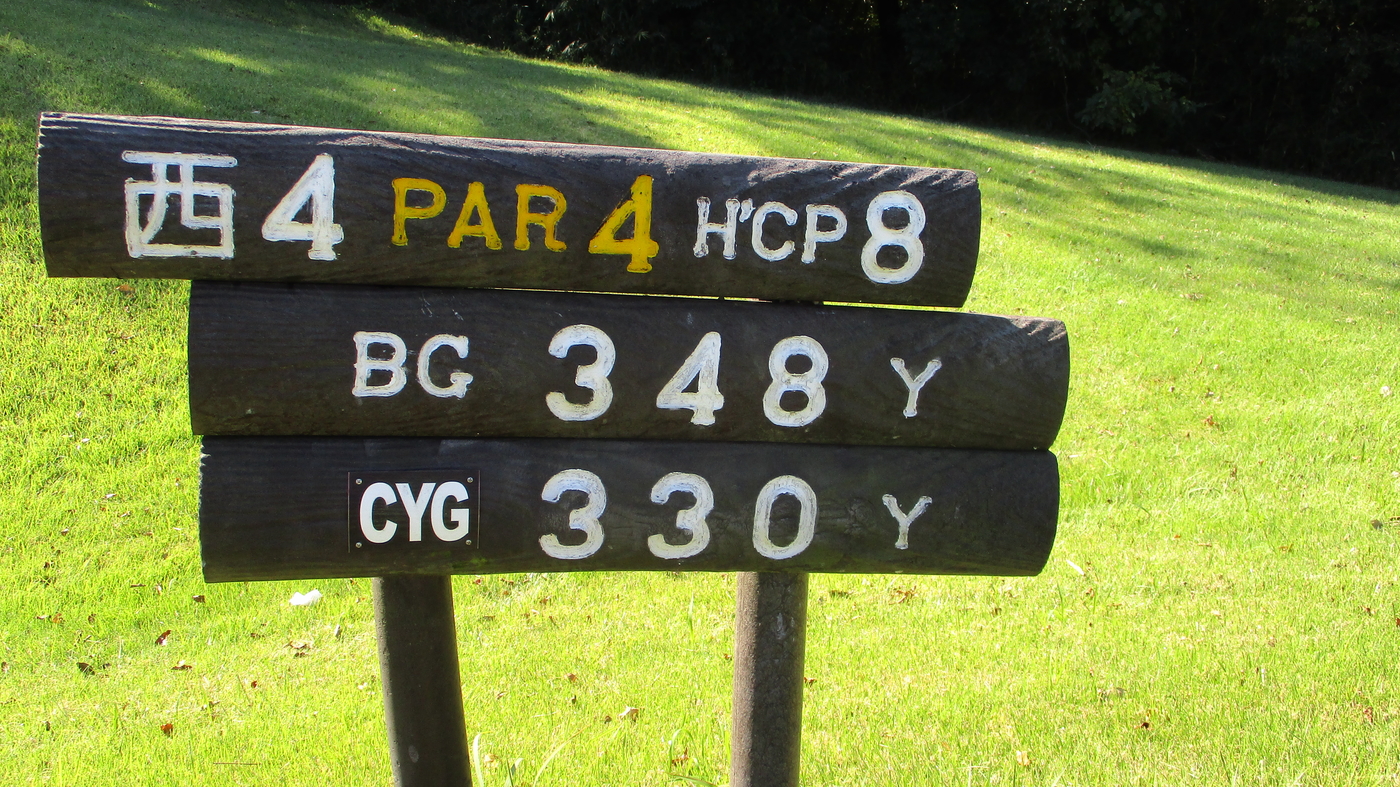 西 4 PAR 4 H'CP 8
BG 348 Y
CYG 330 Y